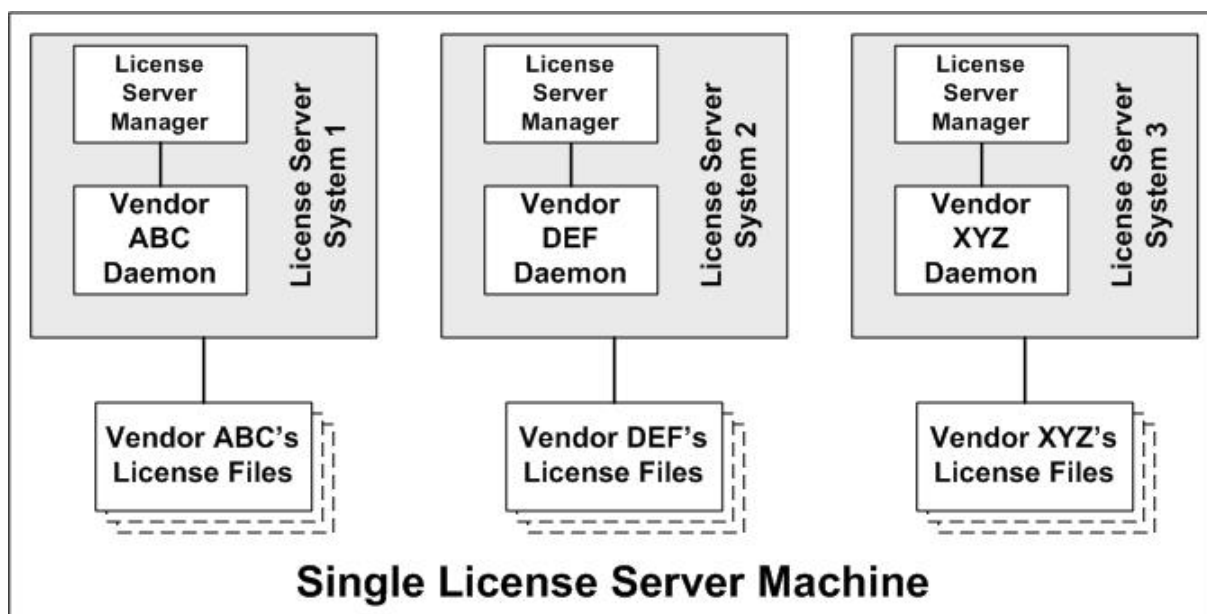 License
Server
Manager
Vendor
ABC
Daemon
License Server
System 1
Vendor ABC's
License Files
License
Server
Manager
Vendor
DEF
Daemon
License Server
System 2
Vendor DEF's
License Files
License
Server
Manager
Vendor
XYZ
Daemon
License Server
System 3
Vendor XYZ's
License Files
Single License Server Machine